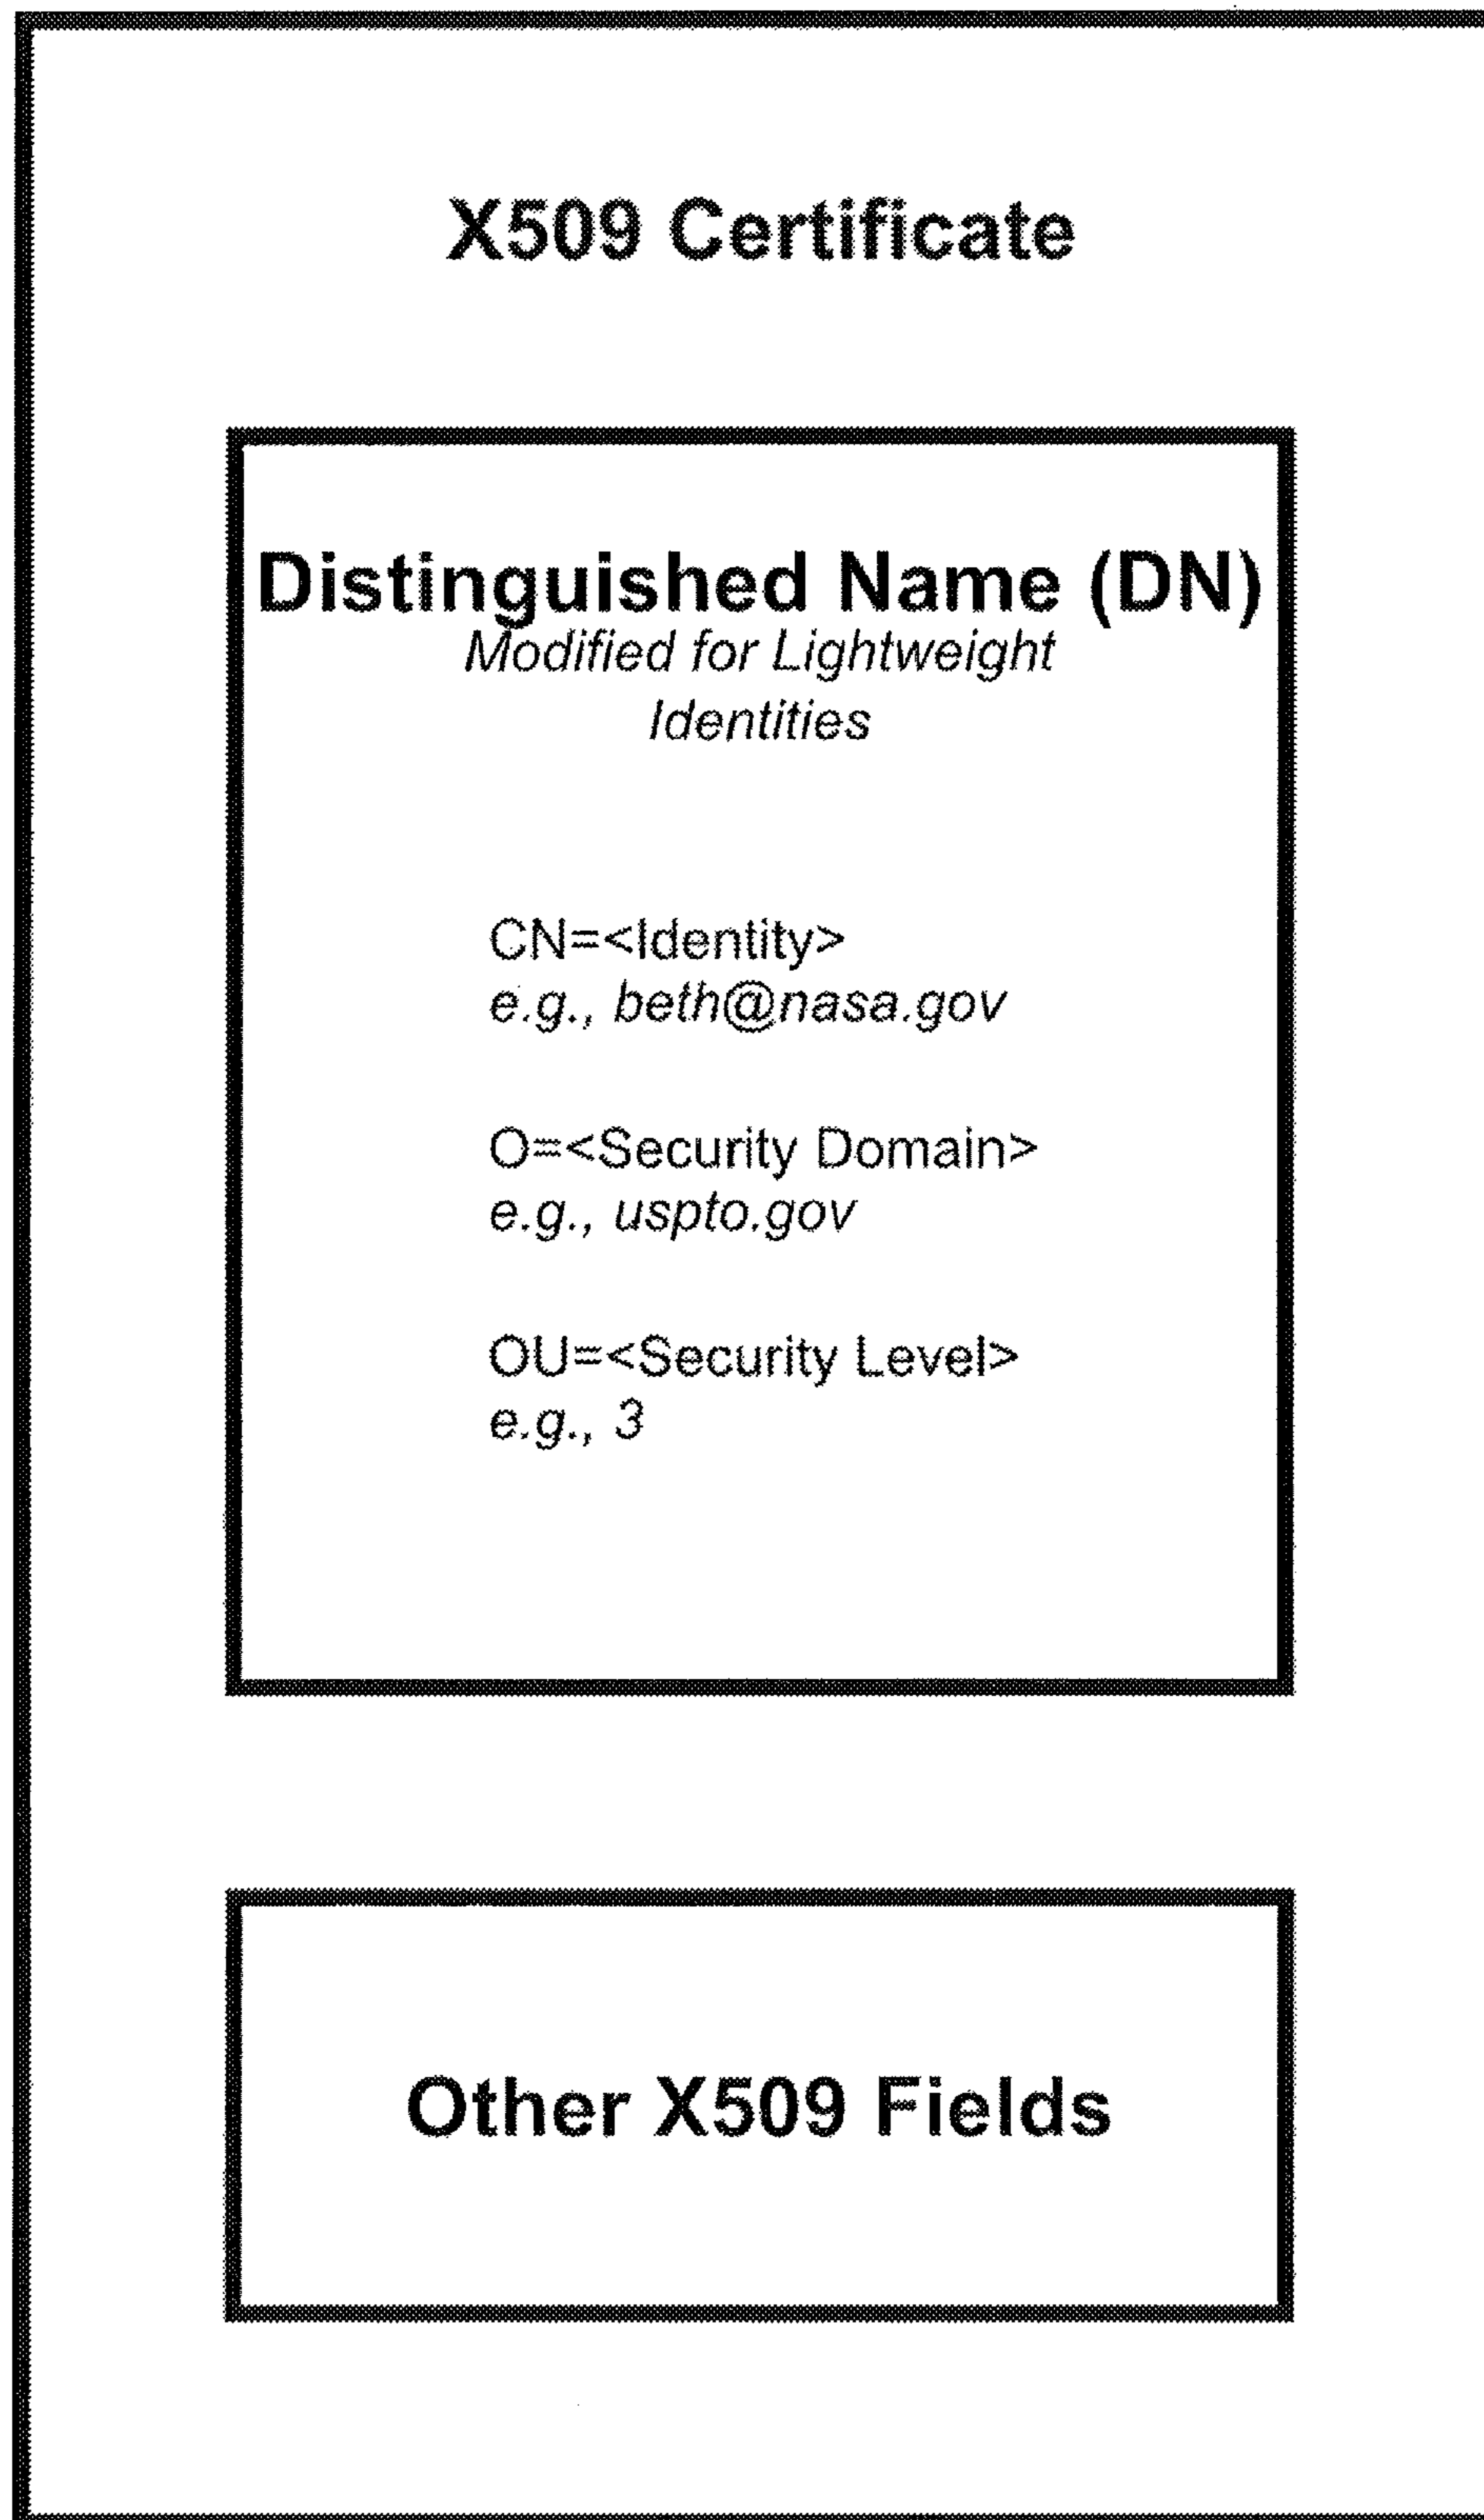 X509 Certificate
Distinguished Name (DN)
Modified for Lightweight
Identities
CN=<Identity>
e.g., beth@nasa.gov
O=<Security Domain>
e.g., uspto.gov
OU=<Security Level>
e.g., 3
Other X509 Fields